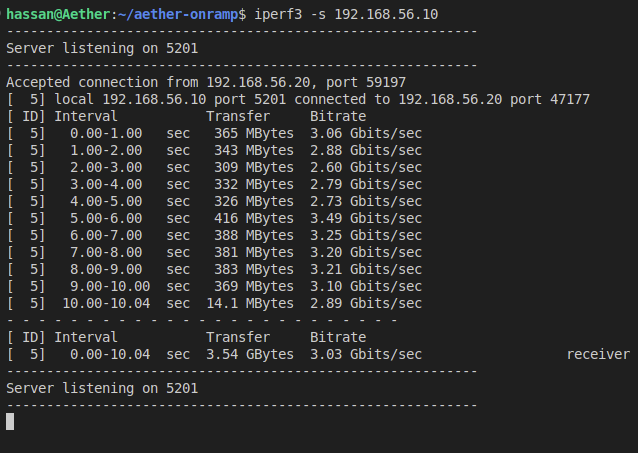 hassan@Aether:~/aether-onramp$ iperf3 -s 192.168.56.10
-----------------------------------------------------------
Server listening on 5201
-----------------------------------------------------------
Accepted connection from 192.168.56.20, port 59197
[  5] local 192.168.56.10 port 5201 connected to 192.168.56.20 port 47177
[ ID] Interval           Transfer     Bitrate
[  5]   0.00-1.00   sec   365 MBytes  3.06 Gbits/sec
[  5]   1.00-2.00   sec   343 MBytes  2.88 Gbits/sec
[  5]   2.00-3.00   sec   309 MBytes  2.60 Gbits/sec
[  5]   3.00-4.00   sec   332 MBytes  2.79 Gbits/sec
[  5]   4.00-5.00   sec   326 MBytes  2.73 Gbits/sec
[  5]   5.00-6.00   sec   416 MBytes  3.49 Gbits/sec
[  5]   6.00-7.00   sec   388 MBytes  3.25 Gbits/sec
[  5]   7.00-8.00   sec   381 MBytes  3.20 Gbits/sec
[  5]   8.00-9.00   sec   383 MBytes  3.21 Gbits/sec
[  5]   9.00-10.00  sec   369 MBytes  3.10 Gbits/sec
[  5]  10.00-10.04  sec  14.1 MBytes  2.89 Gbits/sec
- - - - - - - - - - - - - - - - - - - - - - - - -
[ ID] Interval           Transfer     Bitrate
[  5]   0.00-10.04  sec  3.54 GBytes  3.03 Gbits/sec                  receiver
-----------------------------------------------------------
Server listening on 5201
-----------------------------------------------------------